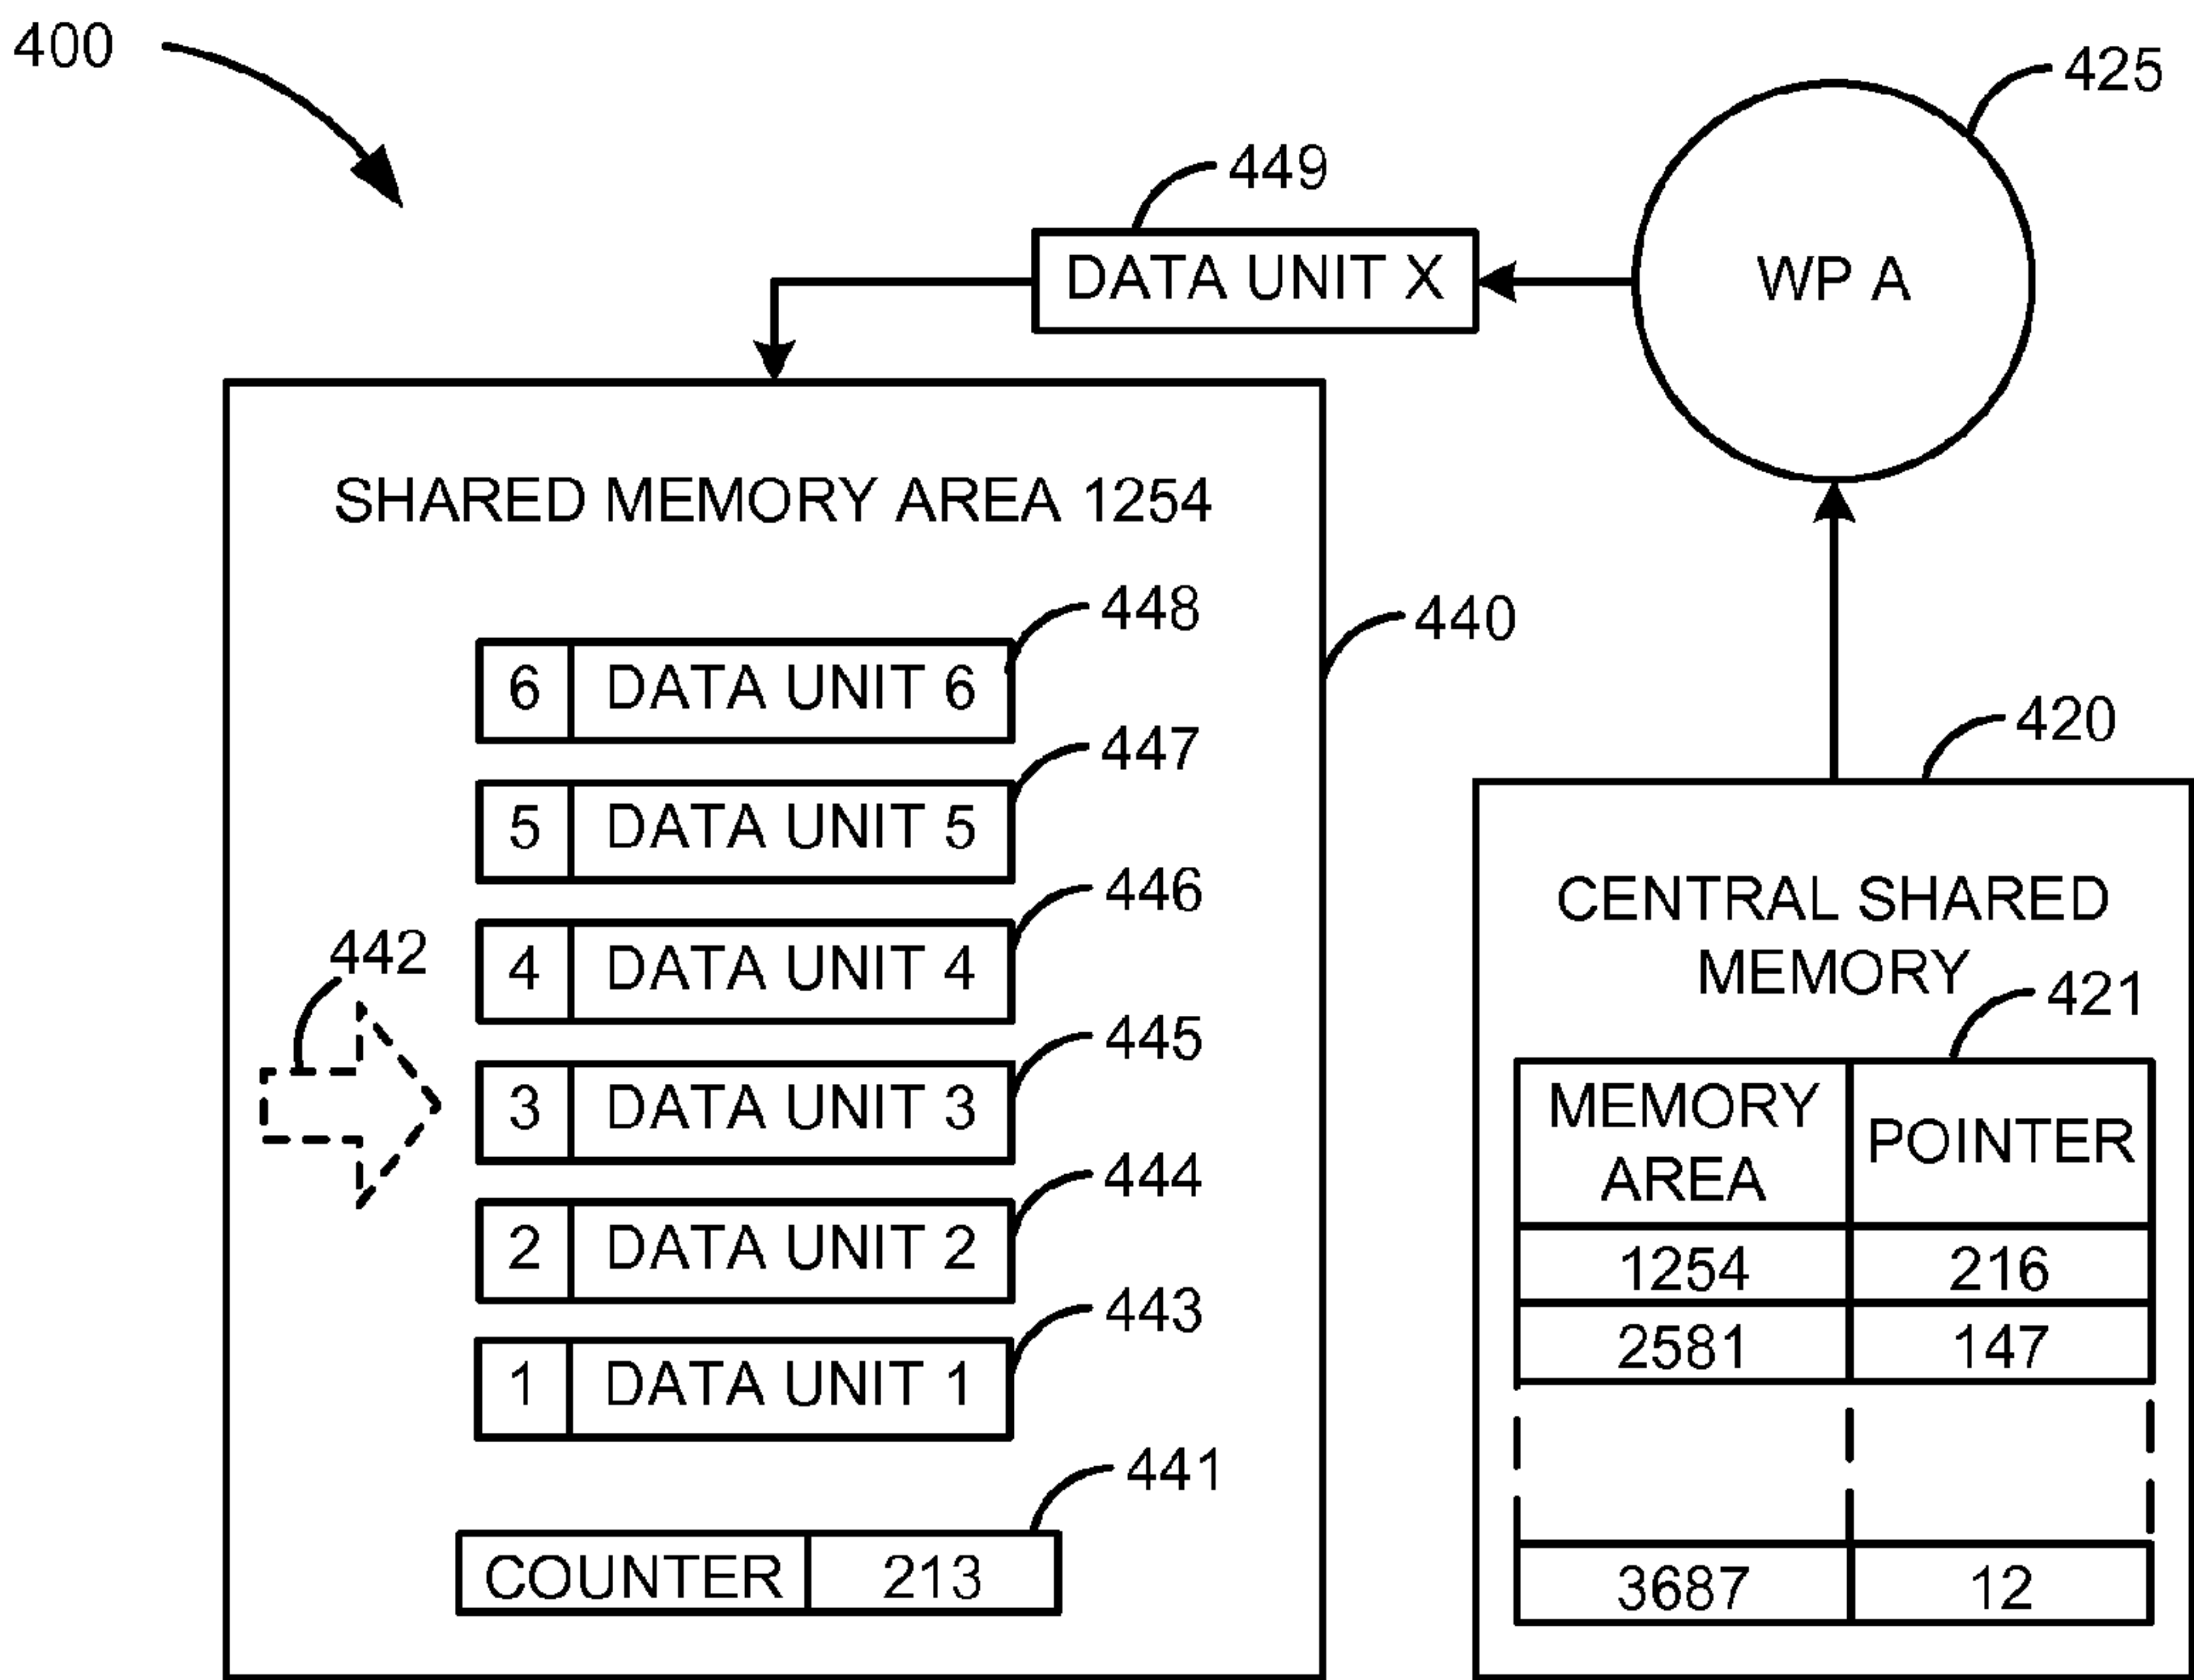 400
425
449
DATA UNIT X
WP A
SHARED MEMORY AREA 1254
448
440
6 DATA UNIT 6
447
5 DATA UNIT 5
446
4 DATA UNIT 4
442
445
3 DATA UNIT 3
444
2 DATA UNIT 2
443
1 DATA UNIT 1
441
COUNTER 213
420
CENTRAL SHARED
MEMORY
421
MEMORY
AREA
POINTER
1254 216
2581 147
3687 12